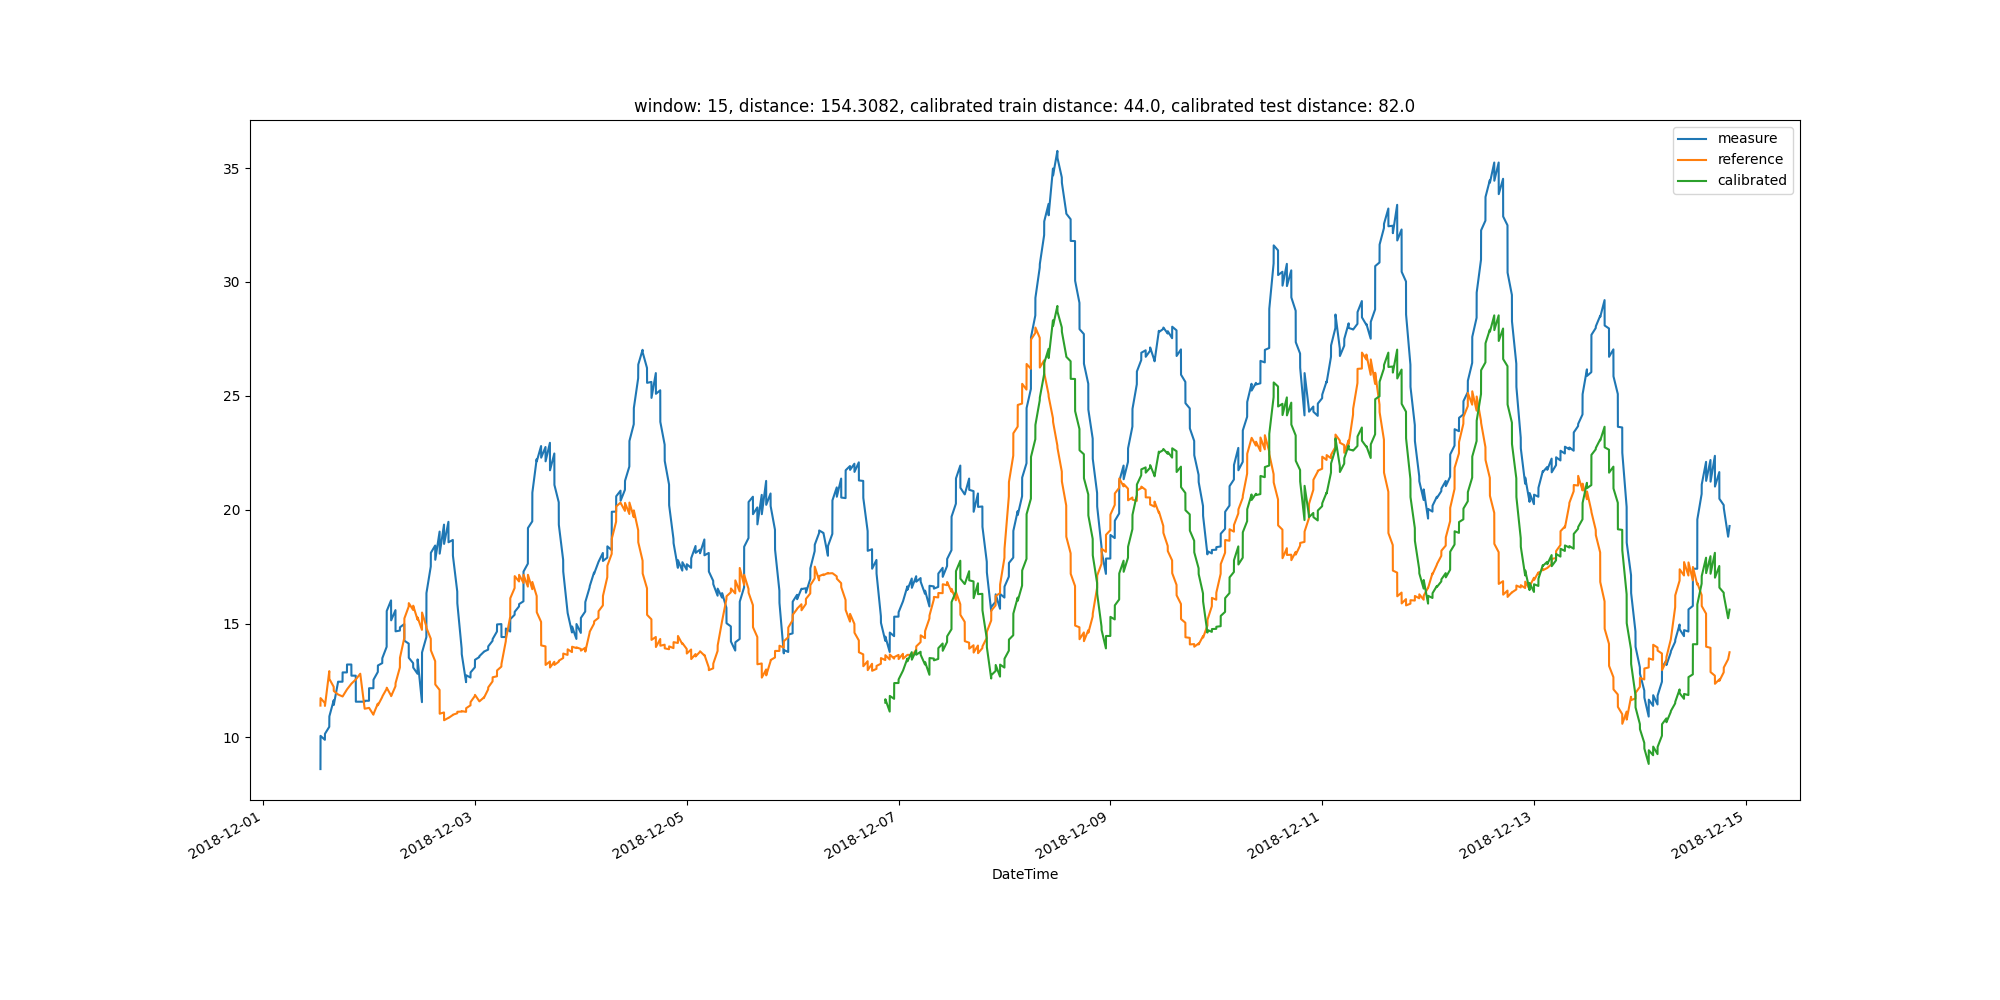 window: 15, distance: 154.3082, calibrated train distance: 44.0, calibrated test distance: 82.0
measure
reference
calibrated
35
30
25
20
15
10
2018-12-01
2018-12-03
2018-12-05
2018-12-07
2018-12-09
2018-12-11
2018-12-13
2018-12-15
DateTime